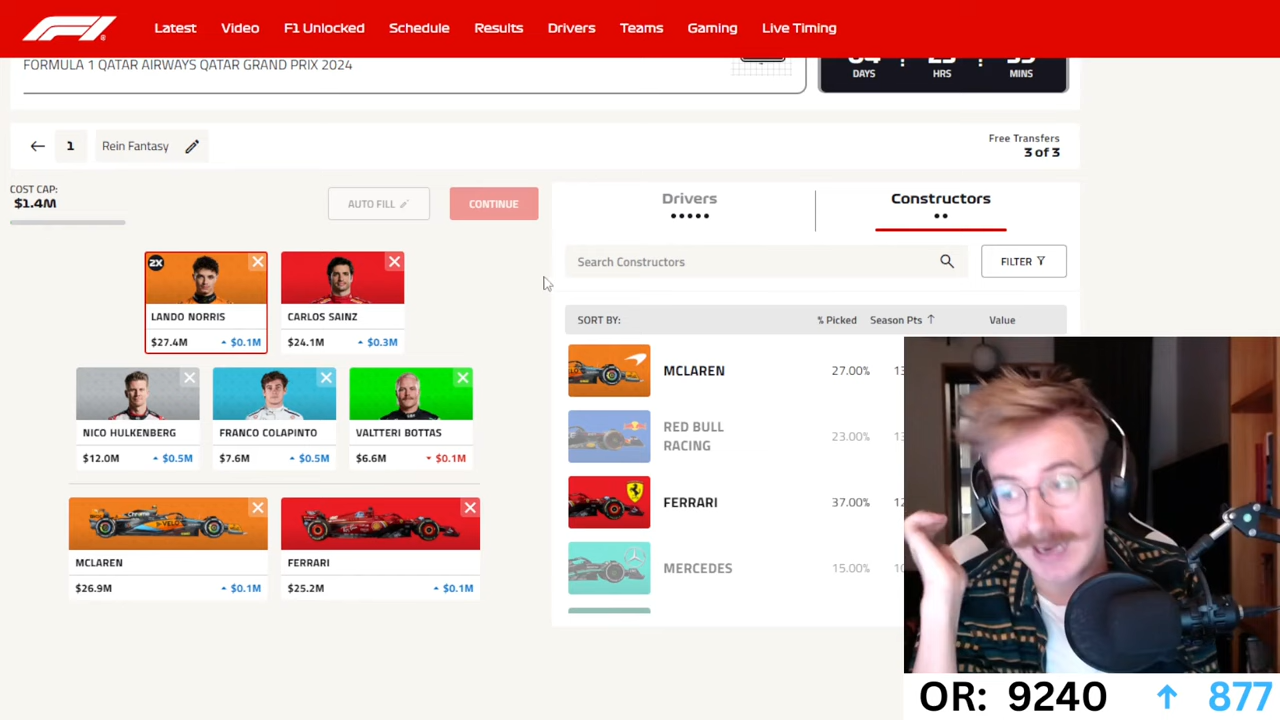 F1
Latest Video F1 Unlocked Schedule Results Drivers Teams Gaming Live Timing
FORMULA 1 QATAR AIRWAYS QATAR GRAND PRIX 2024
DAYS HRS MINS
1 Rein Fantasy
Free Transfers
3 of 3
COST CAP:
$1.4M
AUTO FILL
CONTINUE
Drivers
Constructors
Search Constructors
FILTER
SORT BY: % Picked Season Pts Value
2X
LANDO NORRIS
$27.4M $0.1M
CARLOS SAINZ
$24.1M $0.3M
NICO HULKENBERG
$12.0M $0.5M
FRANCO COLAPINTO
$7.6M $0.5M
VALTTERI BOTTAS
$6.6M $0.1M
MCLAREN
$26.9M $0.1M
FERRARI
$25.2M $0.1M
MCLAREN 27.00%
RED BULL
RACING
23.00%
FERRARI 37.00%
MERCEDES 15.00%
OR: 9240 877